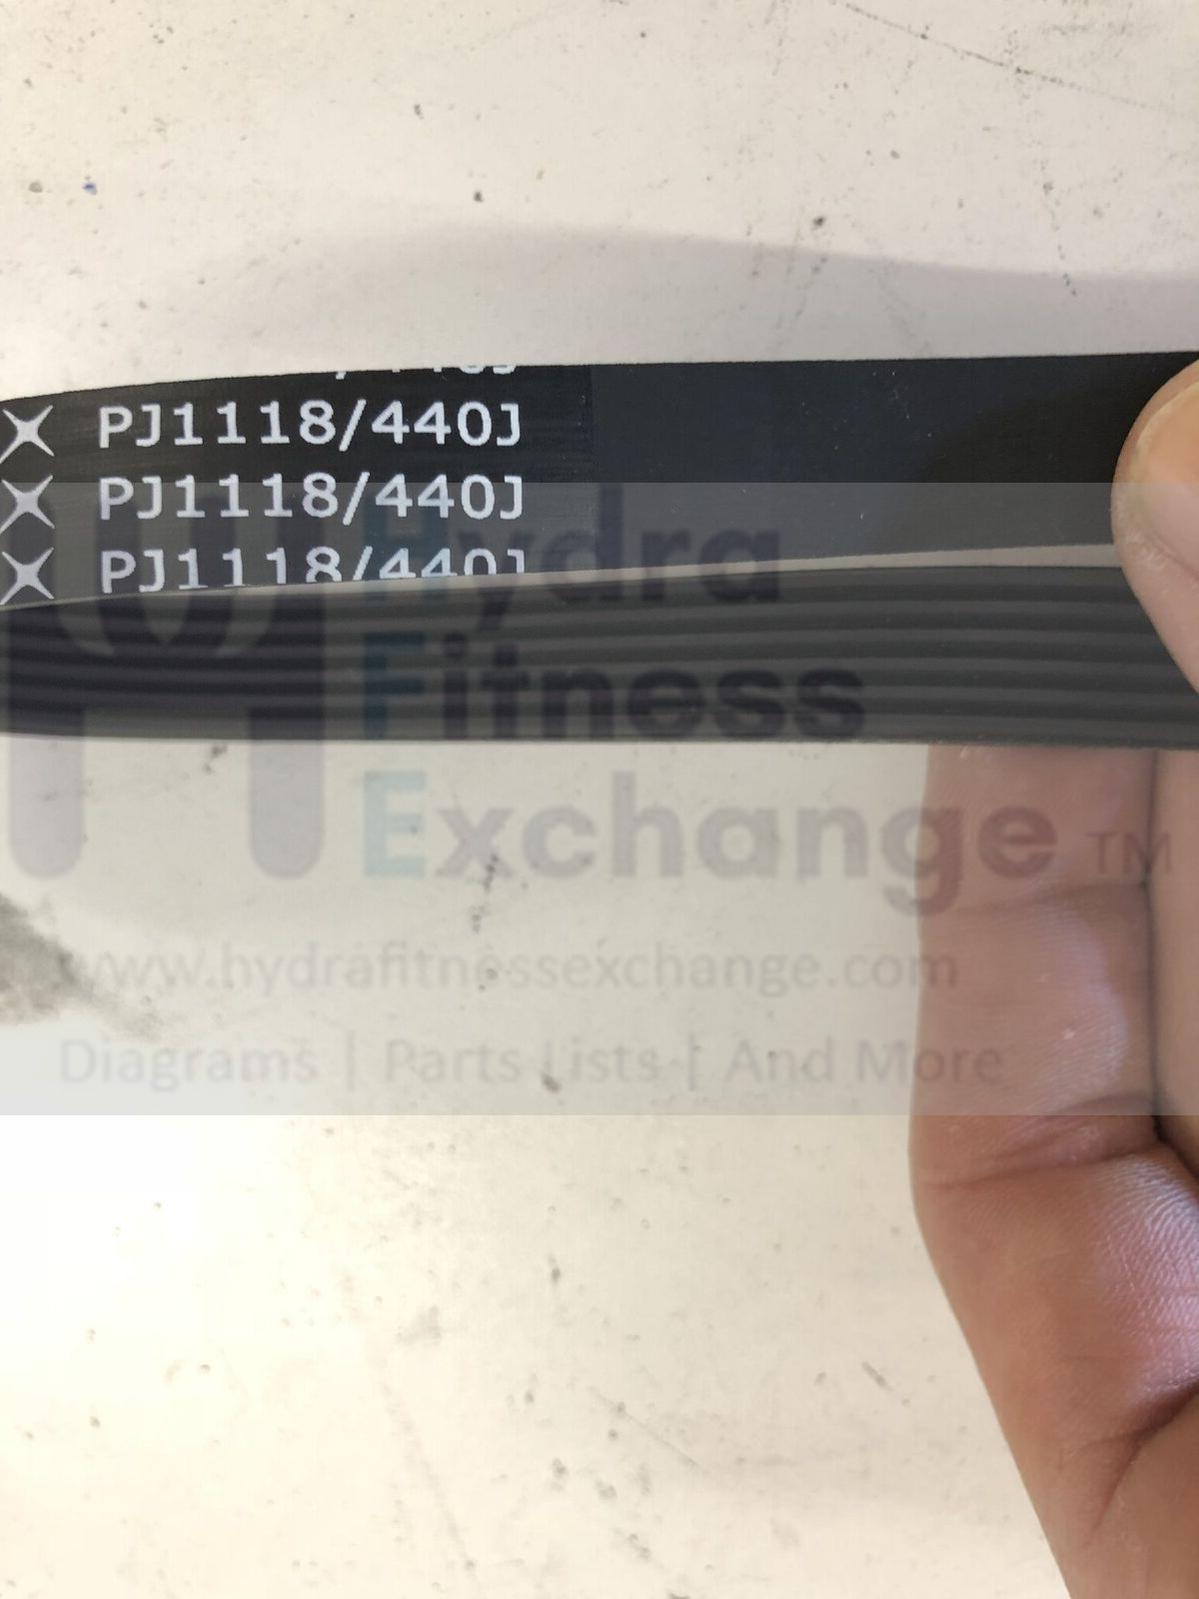 PJ1118/440J
PJ1118/440J
PJ1118/440J
Hydra
Fitness
Exchange TM
www.hydrafitnessexchange.com
Diagrams | Parts Lists | And More